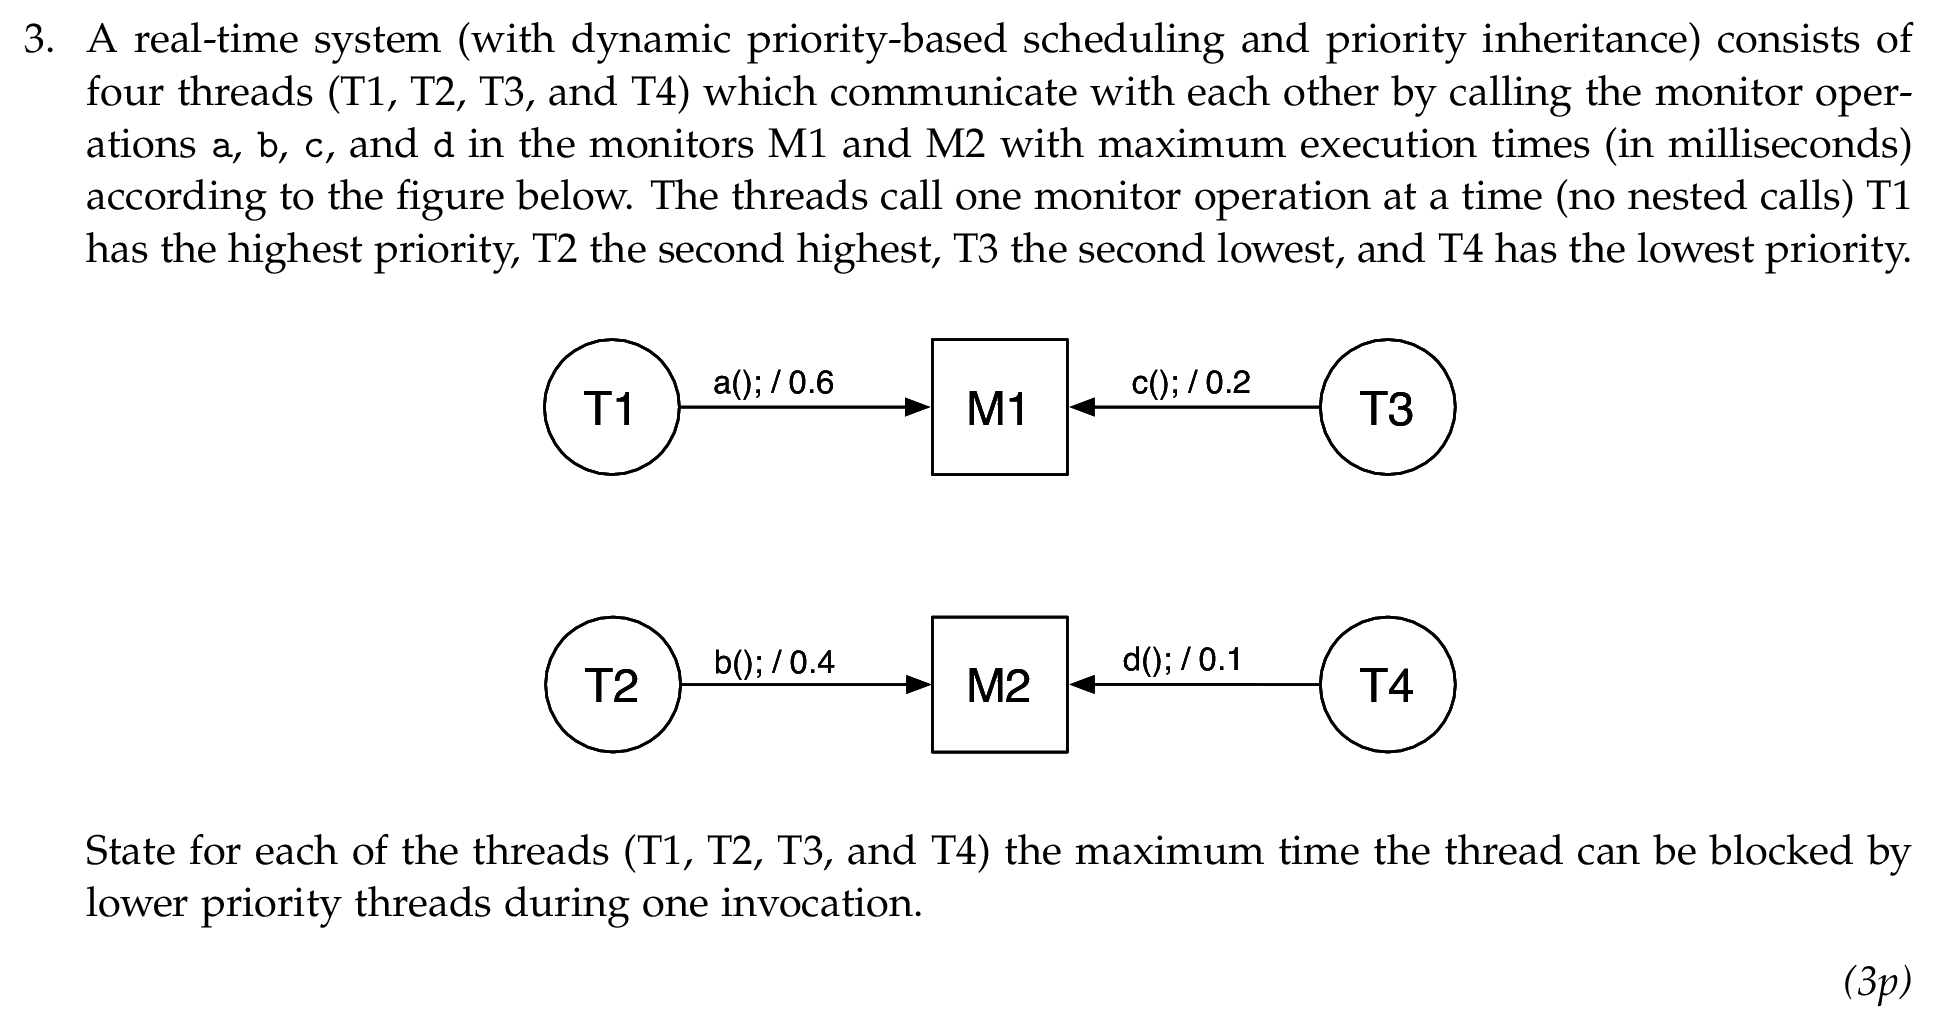 3. A real-time system (with dynamic priority-based scheduling and priority inheritance) consists of
four threads (T1, T2, T3, and T4) which communicate with each other by calling the monitor oper-
ations a, b, c, and d in the monitors M1 and M2 with maximum execution times (in milliseconds)
according to the figure below. The threads call one monitor operation at a time (no nested calls) T1
has the highest priority, T2 the second highest, T3 the second lowest, and T4 has the lowest priority.
T1 a(); / 0.6 M1 c(); / 0.2 T3
T2 b(); / 0.4 M2 d(); / 0.1 T4
State for each of the threads (T1, T2, T3, and T4) the maximum time the thread can be blocked by
lower priority threads during one invocation.
(3p)